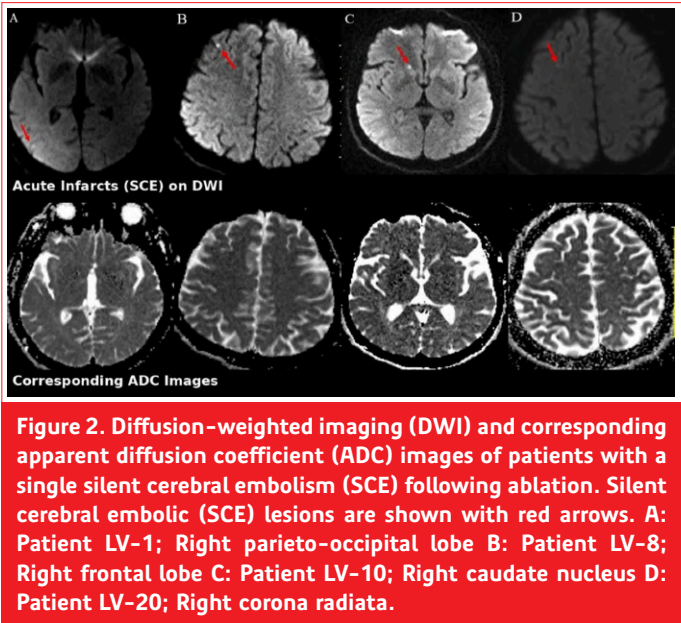 A B C D
Acute Infarcts (SCE) on DWI
Corresponding ADC Images
Figure 2. Diffusion-weighted imaging (DWI) and corresponding
apparent diffusion coefficient (ADC) images of patients with a
single silent cerebral embolism (SCE) following ablation. Silent
cerebral embolic (SCE) lesions are shown with red arrows. A:
Patient LV-1; Right parieto-occipital lobe B: Patient LV-8;
Right frontal lobe C: Patient LV-10; Right caudate nucleus D:
Patient LV-20; Right corona radiata.